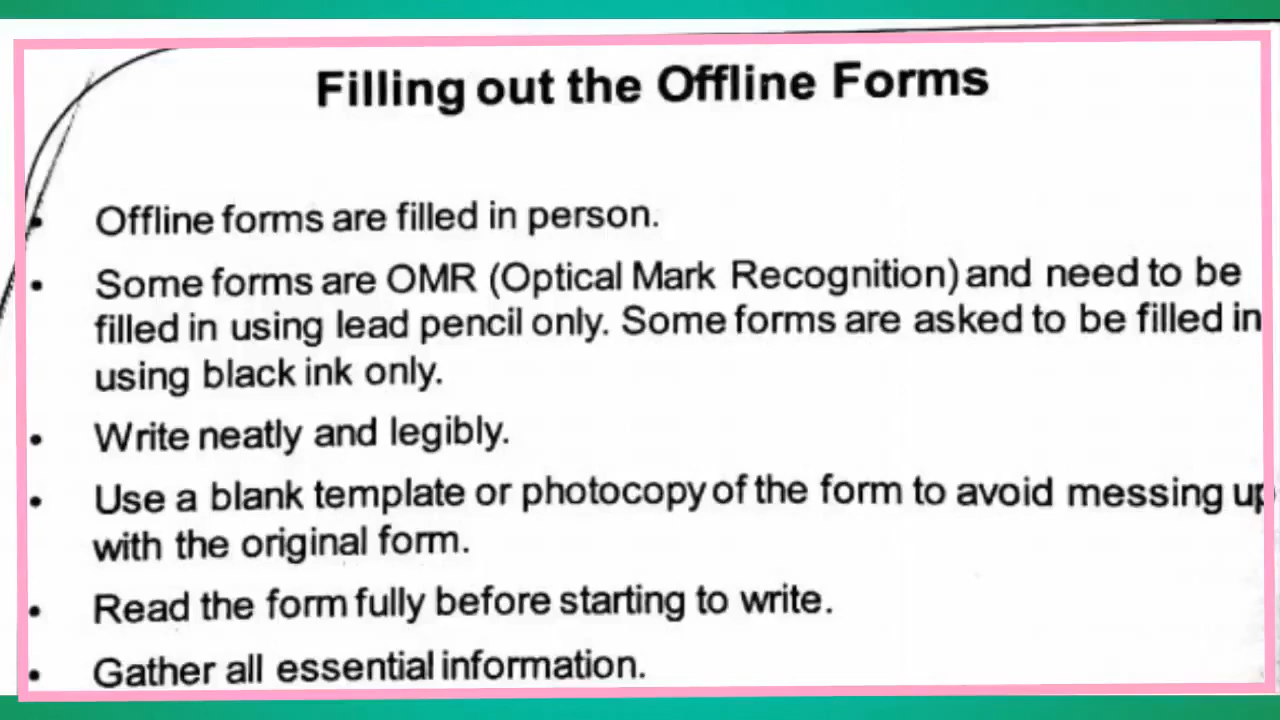 Filling out the Offline Forms
• Offline forms are filled in person.
• Some forms are OMR (Optical Mark Recognition) and need to be
filled in using lead pencil only. Some forms are asked to be filled in
using black ink only.
• Write neatly and legibly.
• Use a blank template or photocopy of the form to avoid messing up
with the original form.
• Read the form fully before starting to write.
• Gather all essential information.